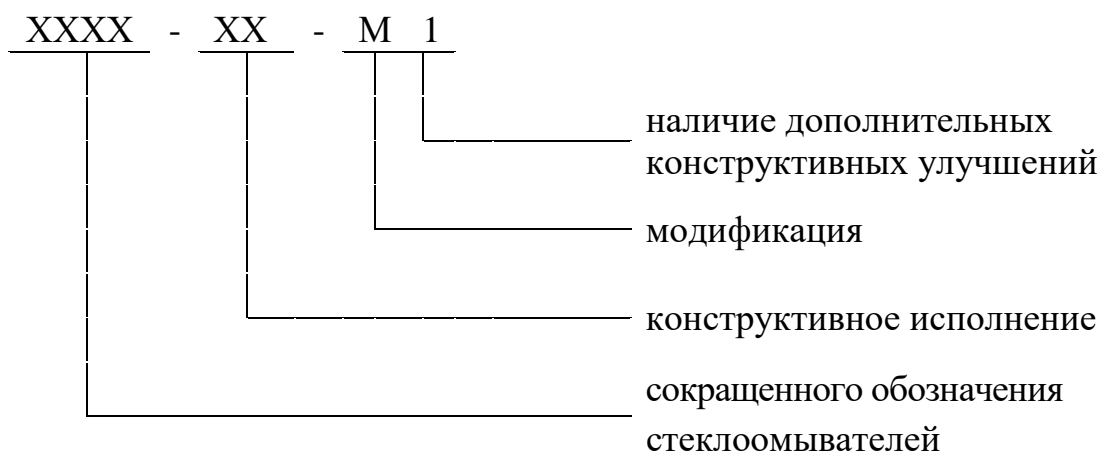 XXXX - XX - М 1
наличие дополнительных
конструктивных улучшений
модификация
конструктивное исполнение
сокращенного обозначения
стеклоомывателей